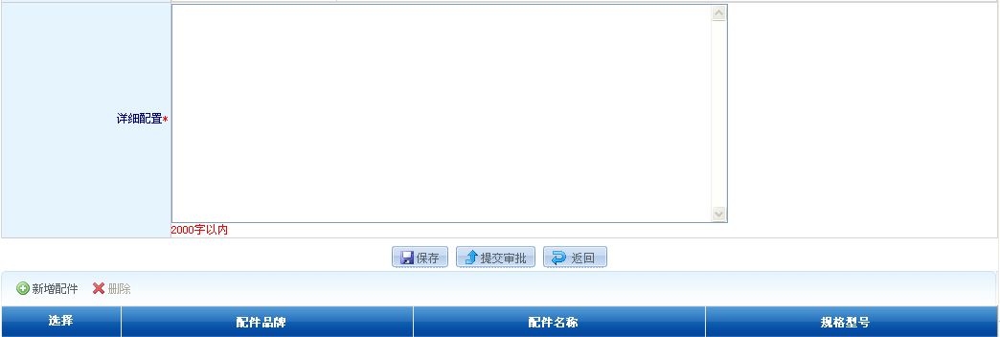 详细配置*
2000字以内
保存 提交审批 返回
新增配件 删除
选择 配件品牌 配件名称 规格型号